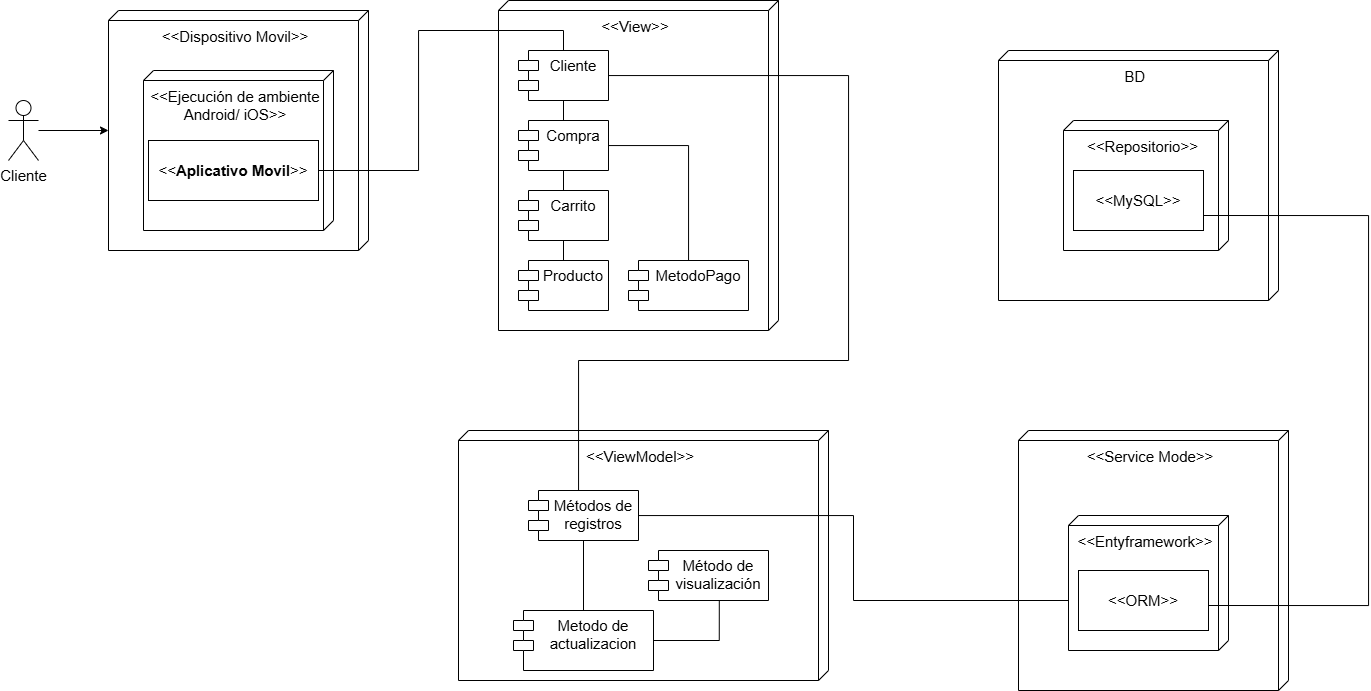 <<Dispositivo Movil>>
<<Ejecución de ambiente
Android/ iOS>>
<<Aplicativo Movil>>
Cliente
<<View>>
Cliente
Compra
Carrito
Producto
MetodoPago
BD
<<Repositorio>>
<<MySQL>>
<<ViewModel>>
Métodos de
registros
Método de
visualización
Metodo de
actualizacion
<<Service Mode>>
<<Entyframework>>
<<ORM>>